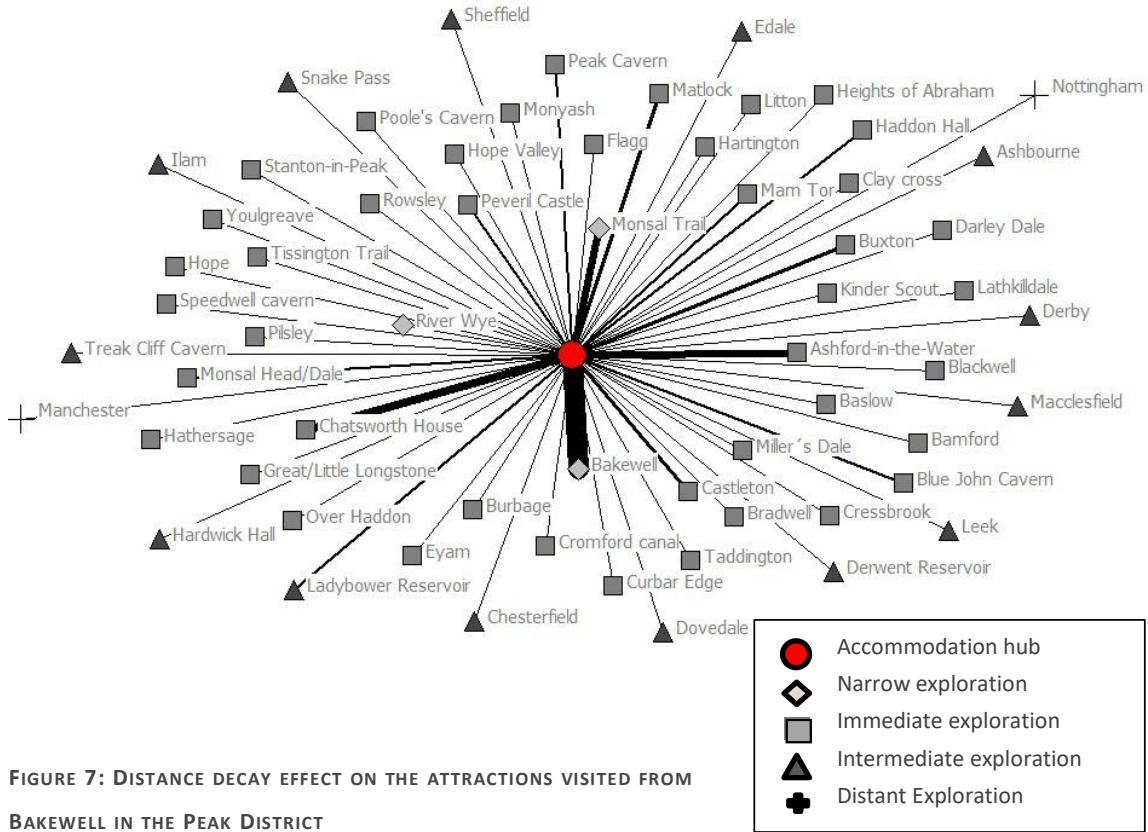 Sheffield
Edale
Peak Cavern
Snake Pass
Matlock
Heights of Abraham
Nottingham
Monyash
Litton
Poole's Cavern
Haddon Hall
Flagg
Hartington
Hope Valley
Ashbourne
Ilam
Stanton-in-Peak
Clay cross
Mam Tor
Rowsley
Peveril Castle
Youlgreave
Monsal Trail
Darley Dale
Buxton
Tissington Trail
Hope
Kinder Scout
Lathkilldale
Speedwell cavern
Derby
River Wye
Pilsley
Treak Cliff Cavern
Ashford-in-the-Water
Blackwell
Monsal Head/Dale
Baslow
Macclesfield
Manchester
Chatsworth House
Hathersage
Bamford
Miller´s Dale
Bakewell
Great/Little Longstone
Blue John Cavern
Castleton
Burbage
Over Haddon
Bradwell
Cressbrook
Leek
Hardwick Hall
Cromford canal
Eyam
Taddington
Derwent Reservoir
Ladybower Reservoir
Curbar Edge
Chesterfield
Dovedale
Accommodation hub
Narrow exploration
Immediate exploration
Intermediate exploration
Distant Exploration
FIGURE 7: DISTANCE DECAY EFFECT ON THE ATTRACTIONS VISITED FROM
BAKEWELL IN THE PEAK DISTRICT